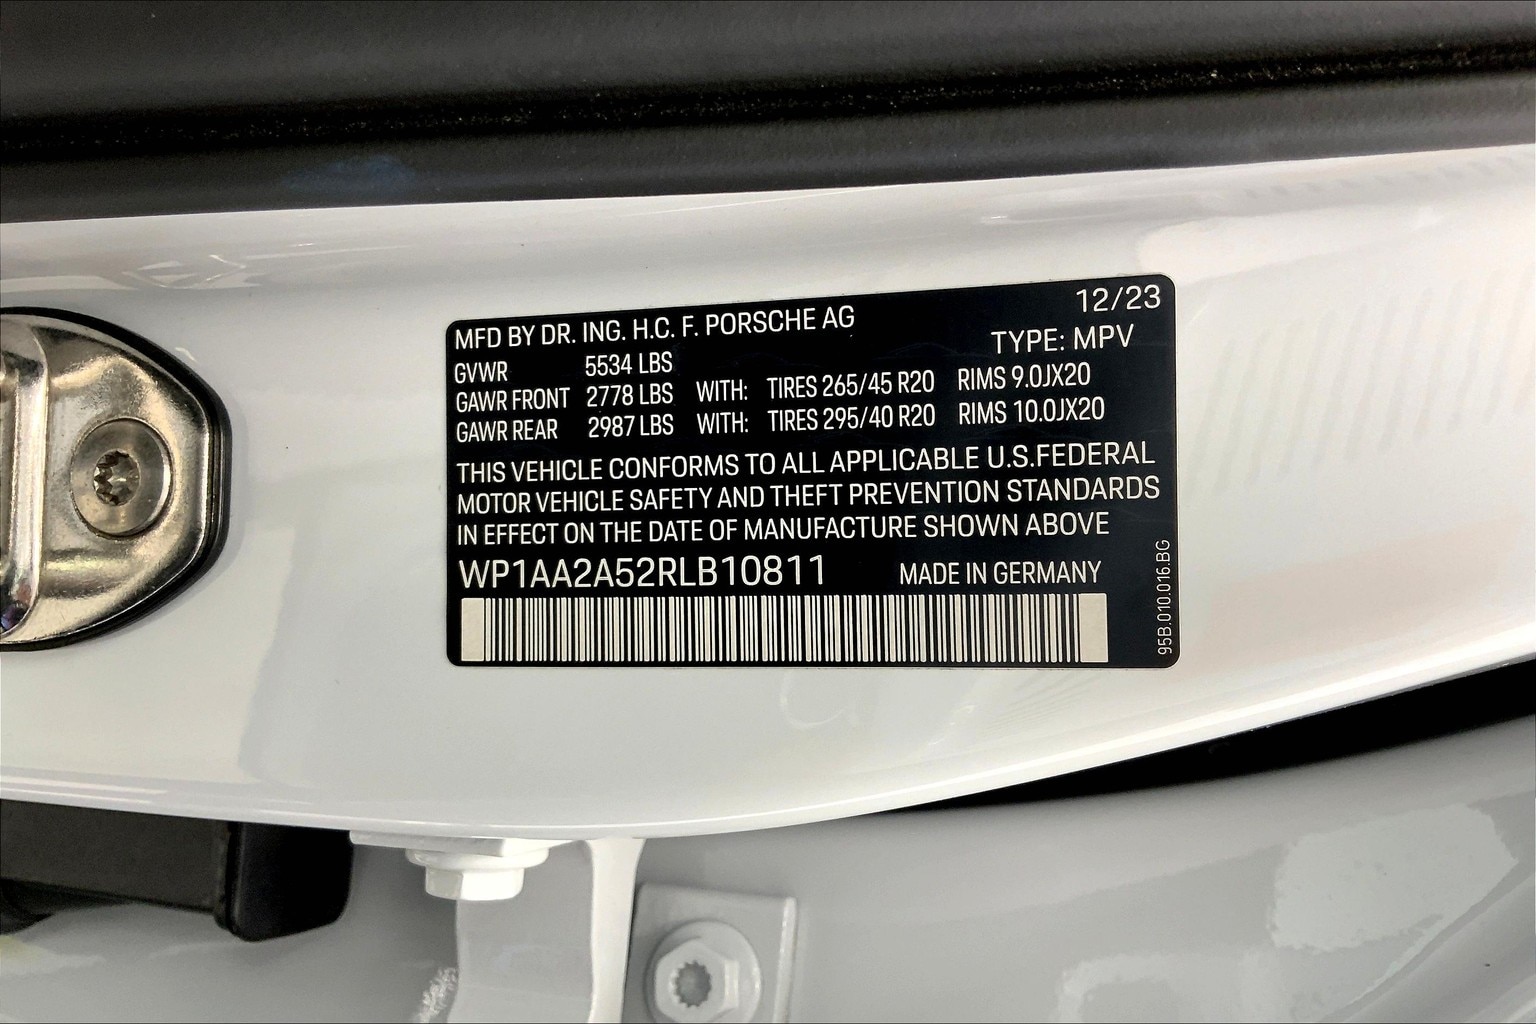 12/23
MFD BY DR. ING. H.C. F. PORSCHE AG
TYPE: MPV
GVWR 5534 LBS
GAWR FRONT 2778 LBS WITH: TIRES 265/45 R20 RIMS 9.0JX20
GAWR REAR 2987 LBS WITH: TIRES 295/40 R20 RIMS 10.0JX20
THIS VEHICLE CONFORMS TO ALL APPLICABLE U.S.FEDERAL
MOTOR VEHICLE SAFETY AND THEFT PREVENTION STANDARDS
IN EFFECT ON THE DATE OF MANUFACTURE SHOWN ABOVE
WP1AA2A52RLB10811 MADE IN GERMANY
95B.010.016.BG